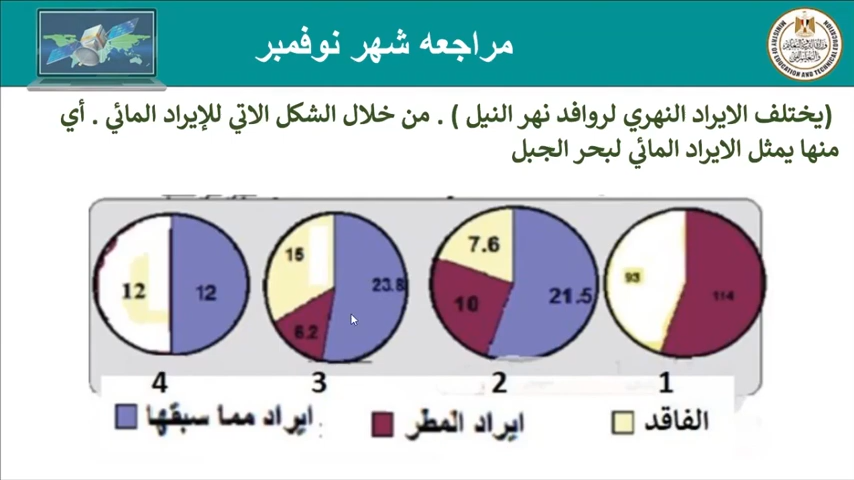 مراجعه شهر نوفمبر
(يختلف الايراد النهري لروافد نهر النيل ) . من خلال الشكل الاتي للإيراد المائي . أي
منها يمثل الايراد المائي لبحر الجبل
93
114
7.6
10
21.5
15
6.2
23.8
12
12
1
2
3
4
الفاقد
ايراد المطر
ايراد مما سبقها